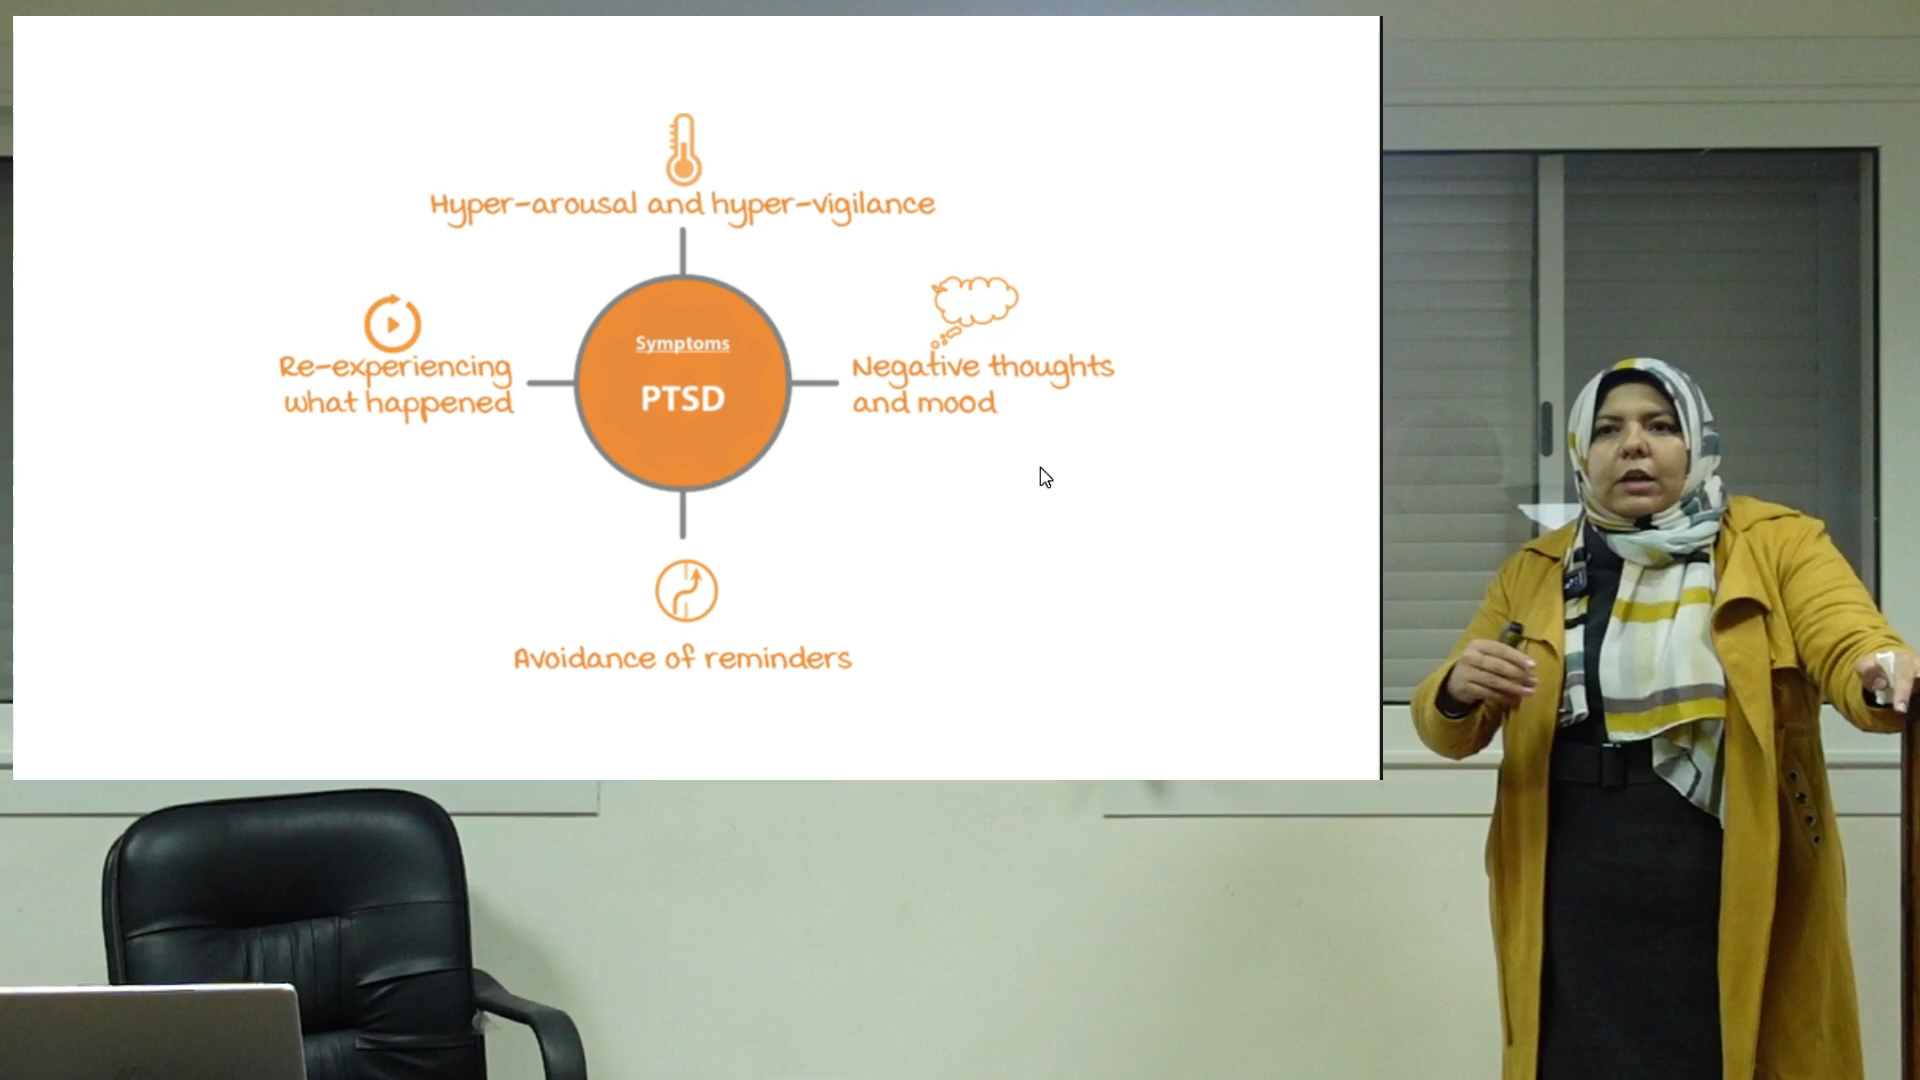 Hyper-arousal and hyper-vigilance
Re-experiencing
what happened
Symptoms
PTSD
Negative thoughts
and mood
Avoidance of reminders